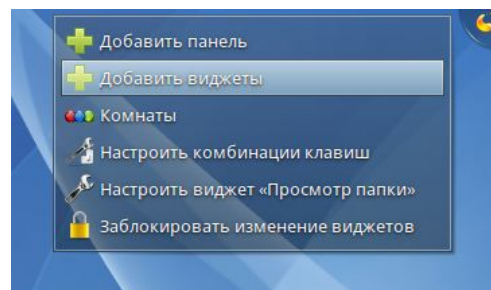 Добавить панель
Добавить виджеты
Комнаты
Настроить комбинации клавиш
Настроить виджет «Просмотр папки»
Заблокировать изменение виджетов